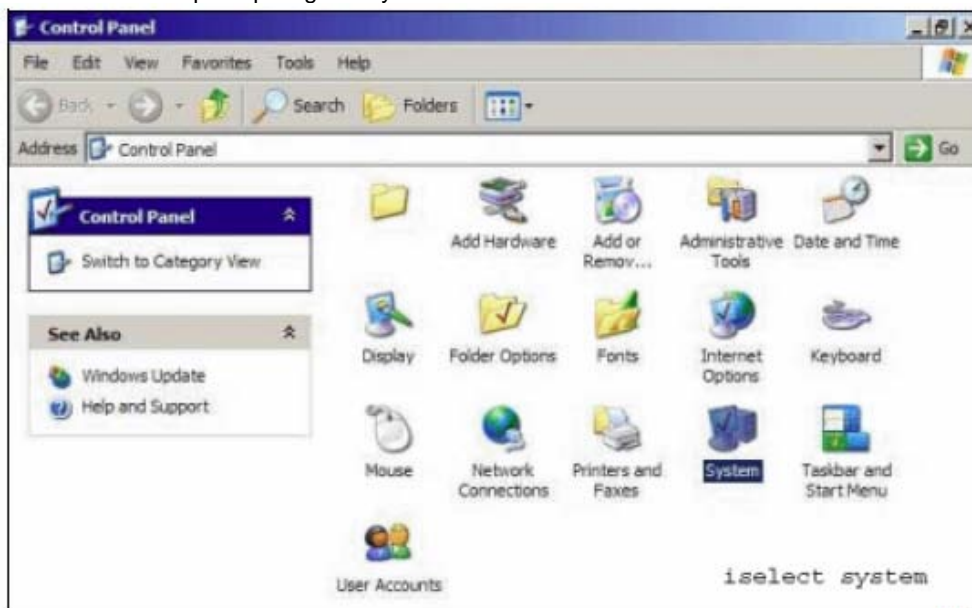 Control Panel
File Edit View Favorites Tools Help
Back Search Folders
Address Control Panel Go
Control Panel
Switch to Category View
See Also
Windows Update
Help and Support
Add Hardware
Add or
Remov...
Administrative
Tools
Date and Time
Display
Folder Options
Fonts
Internet
Options
Keyboard
Mouse
Network
Connections
Printers and
Faxes
System
Taskbar and
Start Menu
User Accounts
iselect system